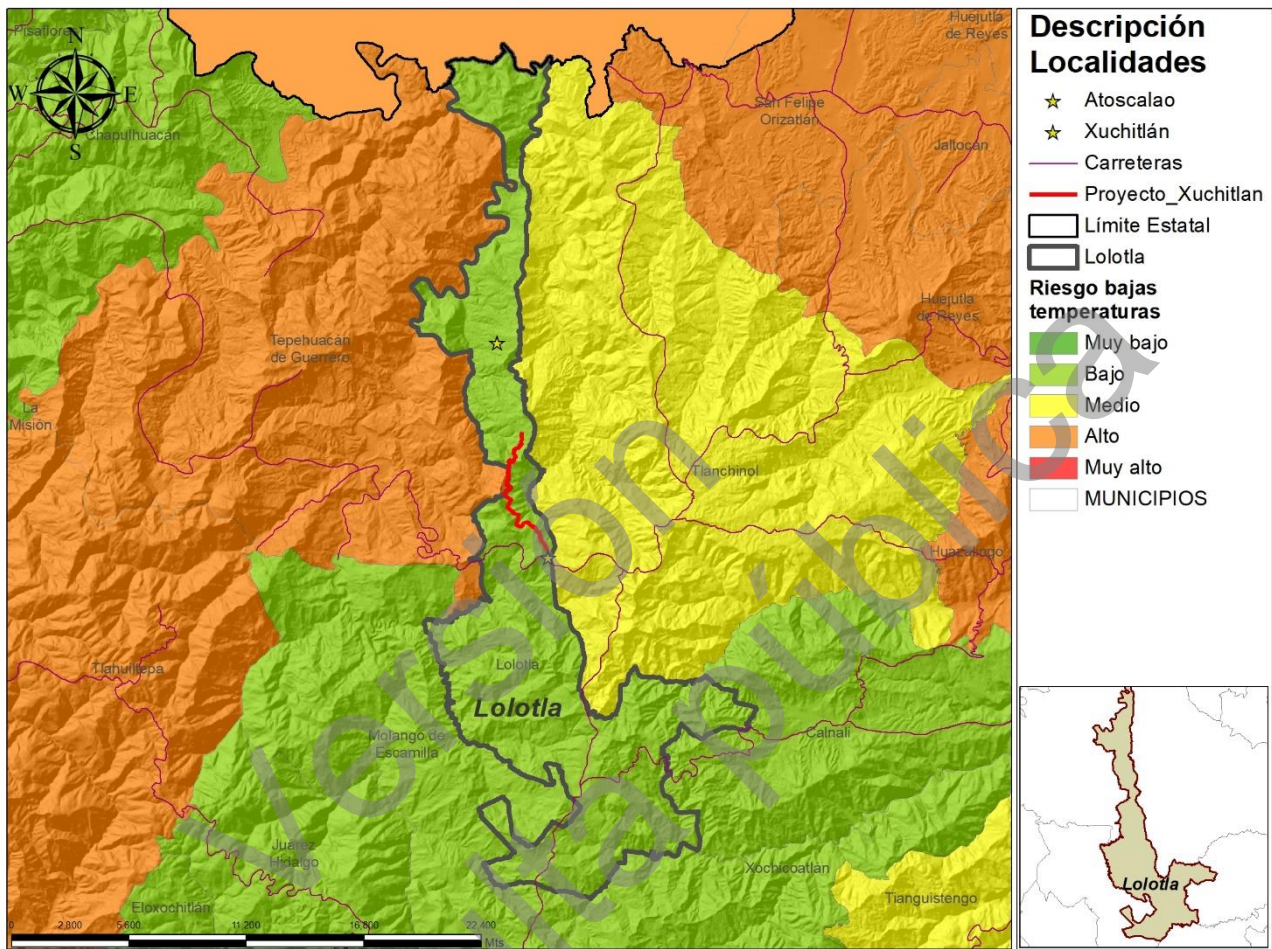 Pisaflores
Huejutla
de Reyes
N
W
E
S
Chapulhuacán
San Felipe
Orizatlán
Jaltocán
Huejutla
de Reyes
Tepehuacán
de Guerrero
La
Misión
Tlanchinol
Huazalingo
Tlahuiltepa
Lolotla
Lolotla
Molango de
Escamilla
Calnali
Juárez
Hidalgo
Xochicoatlán
Eloxochitlán
Tianguistengo
0 2,800 5,600 11,200 16,800 22,400
Mts
Descripción
Localidades
Atoscalao
Xuchitlán
Carreteras
Proyecto_Xuchitlan
Límite Estatal
Lolotla
Riesgo bajas
temperaturas
Muy bajo
Bajo
Medio
Alto
Muy alto
MUNICIPIOS
Lolotla
Versión
pública